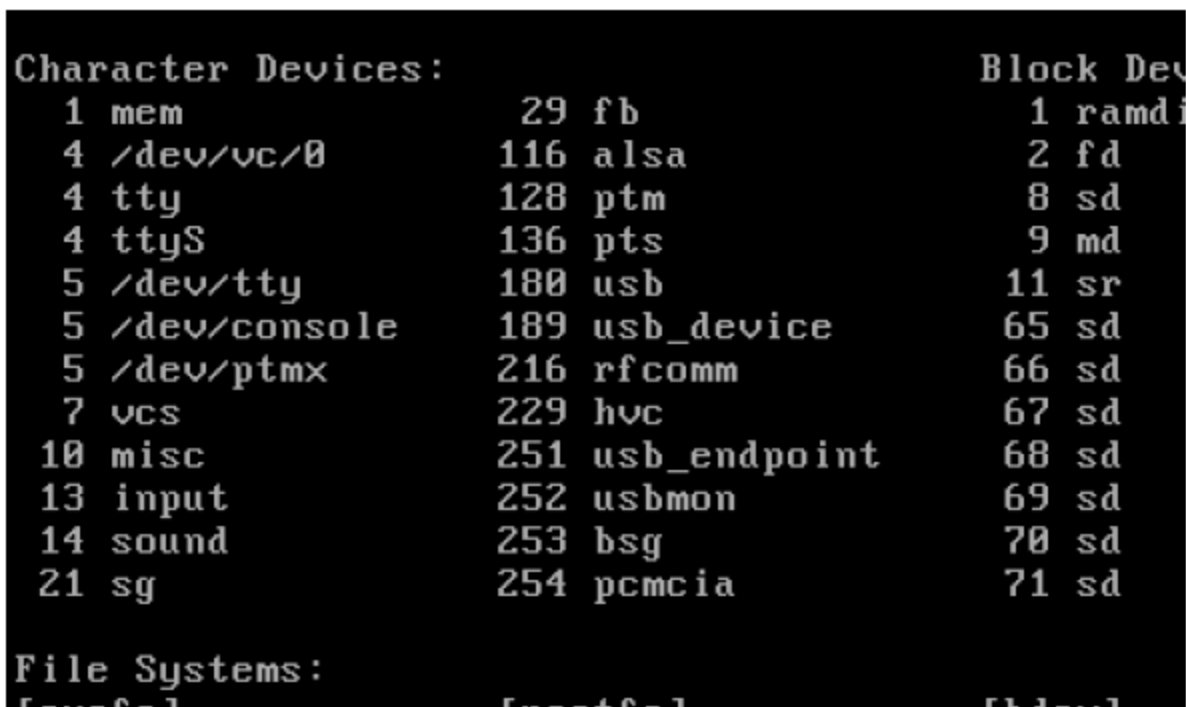 Character Devices: Block Dev
1 mem 29 fb 1 ramdi
4 /dev/vc/0 116 alsa 2 fd
4 tty 128 ptm 8 sd
4 ttyS 136 pts 9 md
5 /dev/tty 180 usb 11 sr
5 /dev/console 189 usb_device 65 sd
5 /dev/ptmx 216 rfcomm 66 sd
7 vcs 229 hvc 67 sd
10 misc 251 usb_endpoint 68 sd
13 input 252 usbmon 69 sd
14 sound 253 bsg 70 sd
21 sg 254 pcmcia 71 sd
File Systems: